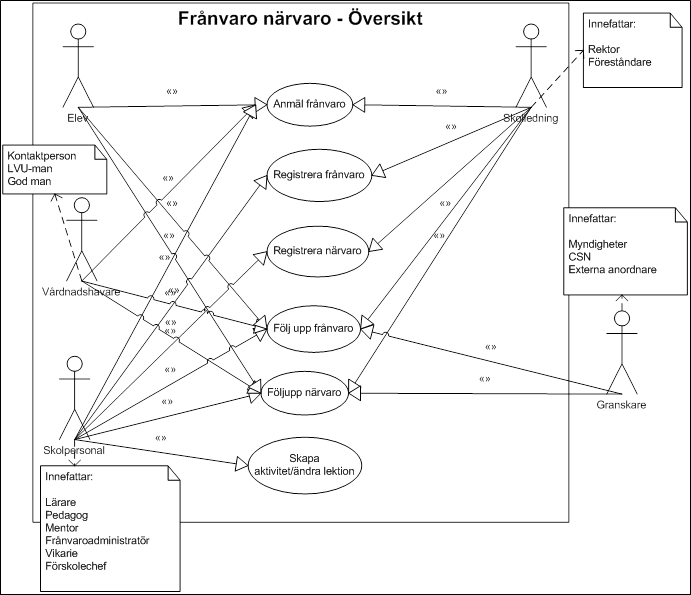 Frånvaro närvaro - Översikt
Innefattar:
Rektor
Föreståndare
«»
«»
Anmäl frånvaro
Elev
Skolledning
«»
Kontaktperson
LVU-man
God man
«»
Registrera frånvaro
«»
Innefattar:
Myndigheter
CSN
Externa anordnare
«»
«»
«»
Registrera närvaro
Vårdnadshavare
«»
«»
«»
«»
Följ upp frånvaro
«»
«»
«»
«»
Följupp närvaro
«»
Granskare
Skolpersonal
«»
Skapa
aktivitet/ändra lektion
Innefattar:
Lärare
Pedagog
Mentor
Frånvaroadministratör
Vikarie
Förskolechef